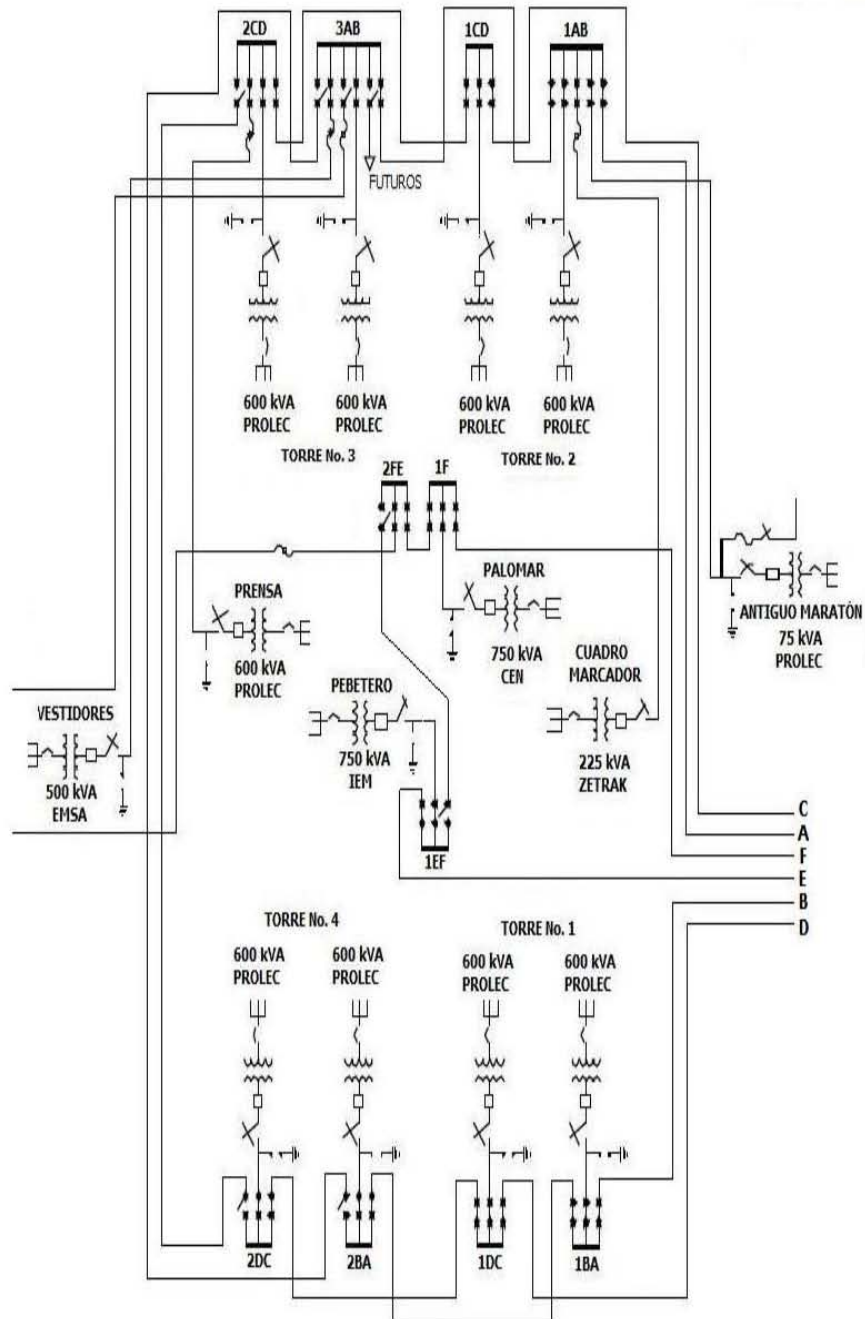 2CD 3AB 1CD 1AB
FUTUROS
600 kVA
PROLEC
600 kVA
PROLEC
600 kVA
PROLEC
600 kVA
PROLEC
TORRE No. 3
TORRE No. 2
2FE 1F
PRENSA
600 kVA
PROLEC
PALOMAR
750 kVA
CEN
ANTIGUO MARATÓN
75 kVA
PROLEC
PEBETERO
750 kVA
IEM
CUADRO
MARCADOR
225 kVA
ZETRAK
VESTIDORES
500 kVA
EMSA
1EF
C
A
F
E
B
D
TORRE No. 4
TORRE No. 1
600 kVA
PROLEC
600 kVA
PROLEC
600 kVA
PROLEC
600 kVA
PROLEC
2DC 2BA 1DC 1BA